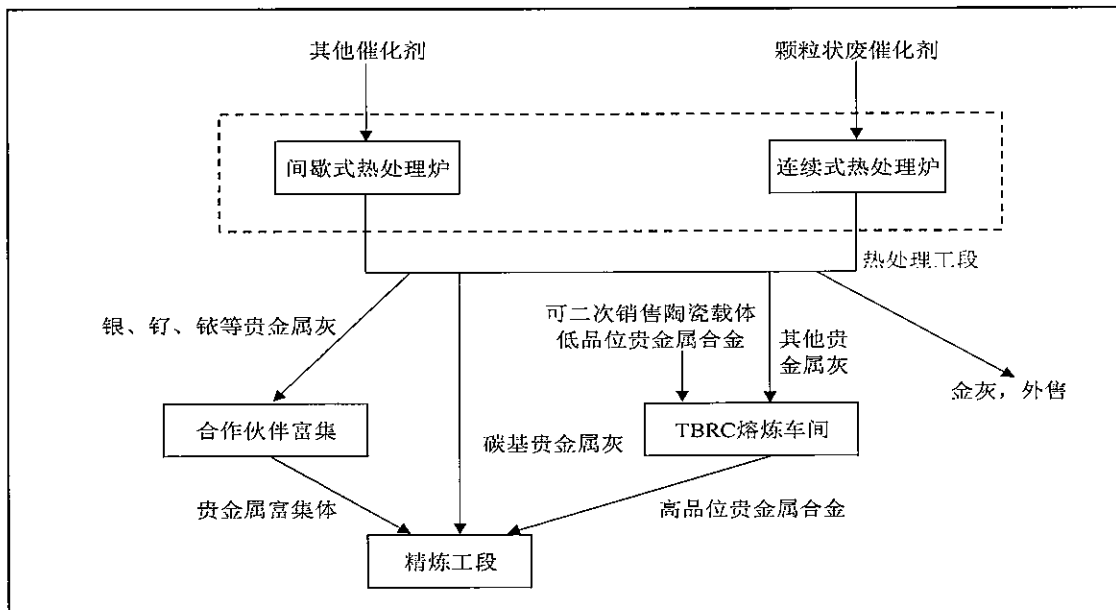 其他催化剂
颗粒状废催化剂
间歇式热处理炉
连续式热处理炉
热处理工段
银、钌、铱等贵金属灰
可二次销售陶瓷载体
低品位贵金属合金
其他贵
金属灰
金灰，外售
合作伙伴富集
碳基贵金属灰
TBRC熔炼车间
贵金属富集体
高品位贵金属合金
精炼工段